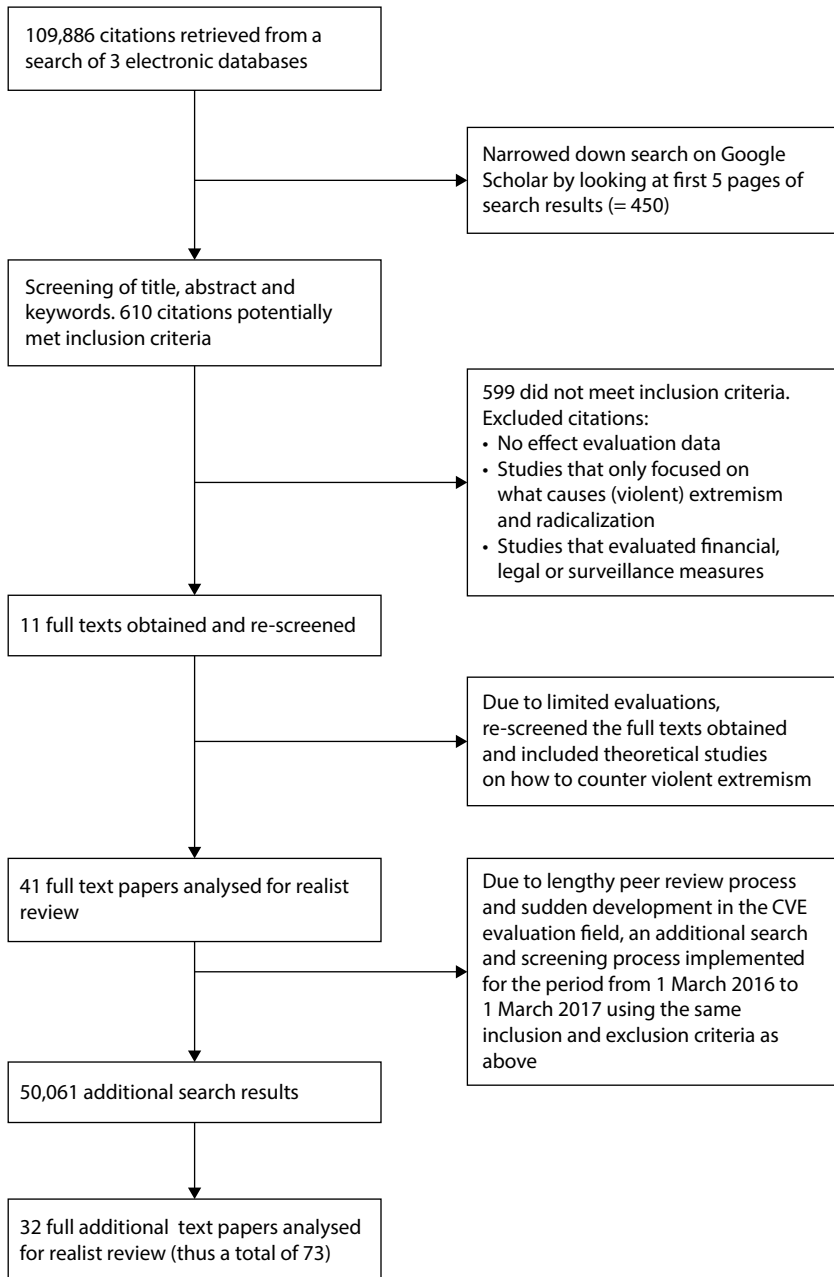 109,886 citations retrieved from a
search of 3 electronic databases
Narrowed down search on Google
Scholar by looking at first 5 pages of
search results (= 450)
Screening of title, abstract and
keywords. 610 citations potentially
met inclusion criteria
599 did not meet inclusion criteria.
Excluded citations:
• No effect evaluation data
• Studies that only focused on
what causes (violent) extremism
and radicalization
• Studies that evaluated financial,
legal or surveillance measures
11 full texts obtained and re-screened
Due to limited evaluations,
re-screened the full texts obtained
and included theoretical studies
on how to counter violent extremism
41 full text papers analysed for realist
review
Due to lengthy peer review process
and sudden development in the CVE
evaluation field, an additional search
and screening process implemented
for the period from 1 March 2016 to
1 March 2017 using the same
inclusion and exclusion criteria as
above
50,061 additional search results
32 full additional text papers analysed
for realist review (thus a total of 73)